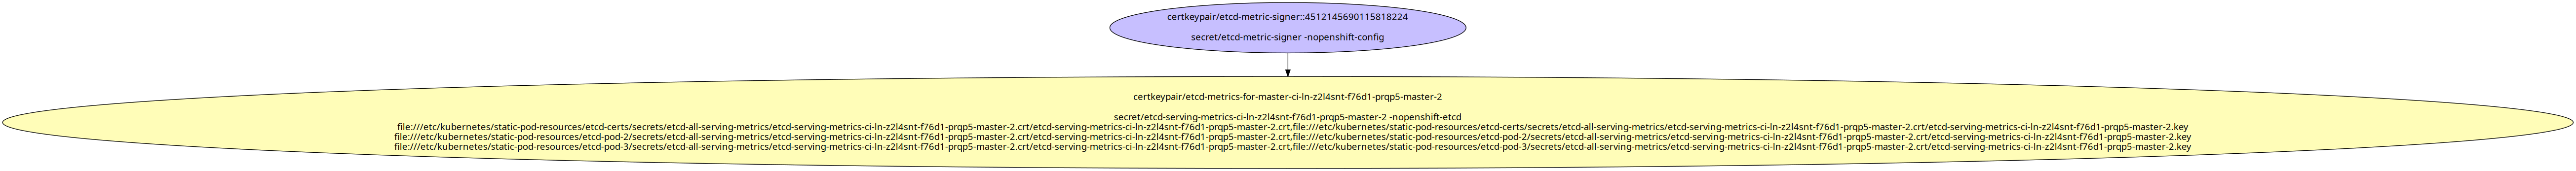 certkeypair/etcd-metric-signer::4512145690115818224
secret/etcd-metric-signer -nopenshift-config
certkeypair/etcd-metrics-for-master-ci-ln-z2l4snt-f76d1-prqp5-master-2
secret/etcd-serving-metrics-ci-ln-z2l4snt-f76d1-prqp5-master-2 -nopenshift-etcd
file:///etc/kubernetes/static-pod-resources/etcd-certs/secrets/etcd-all-serving-metrics/etcd-serving-metrics-ci-ln-z2l4snt-f76d1-prqp5-master-2.crt/etcd-serving-metrics-ci-ln-z2l4snt-f76d1-prqp5-master-2.crt,file:///etc/kubernetes/static-pod-resources/etcd-certs/secrets/etcd-all-serving-metrics/etcd-serving-metrics-ci-ln-z2l4snt-f76d1-prqp5-master-2.crt/etcd-serving-metrics-ci-ln-z2l4snt-f76d1-prqp5-master-2.key
file:///etc/kubernetes/static-pod-resources/etcd-pod-2/secrets/etcd-all-serving-metrics/etcd-serving-metrics-ci-ln-z2l4snt-f76d1-prqp5-master-2.crt/etcd-serving-metrics-ci-ln-z2l4snt-f76d1-prqp5-master-2.crt,file:///etc/kubernetes/static-pod-resources/etcd-pod-2/secrets/etcd-all-serving-metrics/etcd-serving-metrics-ci-ln-z2l4snt-f76d1-prqp5-master-2.crt/etcd-serving-metrics-ci-ln-z2l4snt-f76d1-prqp5-master-2.key
file:///etc/kubernetes/static-pod-resources/etcd-pod-3/secrets/etcd-all-serving-metrics/etcd-serving-metrics-ci-ln-z2l4snt-f76d1-prqp5-master-2.crt/etcd-serving-metrics-ci-ln-z2l4snt-f76d1-prqp5-master-2.crt,file:///etc/kubernetes/static-pod-resources/etcd-pod-3/secrets/etcd-all-serving-metrics/etcd-serving-metrics-ci-ln-z2l4snt-f76d1-prqp5-master-2.crt/etcd-serving-metrics-ci-ln-z2l4snt-f76d1-prqp5-master-2.key